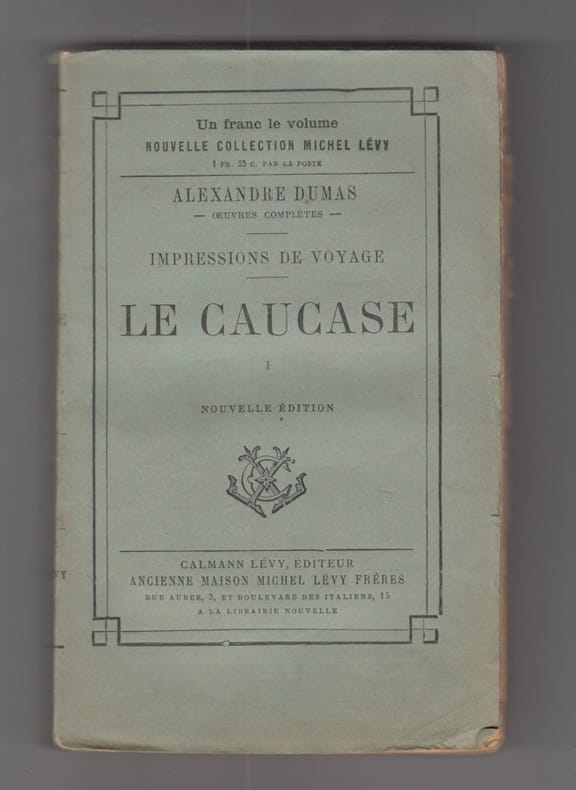 Un franc le volume
NOUVELLE COLLECTION MICHEL LÉVY
1 FR. 25 C. PAR LA POSTE
ALEXANDRE DUMAS
— ŒUVRES COMPLÈTES —
IMPRESSIONS DE VOYAGE
LE CAUCASE
I
NOUVELLE ÉDITION
CALMANN LÉVY, ÉDITEUR
ANCIENNE MAISON MICHEL LÉVY FRÈRES
RUE AUBER, 3, ET BOULEVARD DES ITALIENS, 15
A LA LIBRAIRIE NOUVELLE